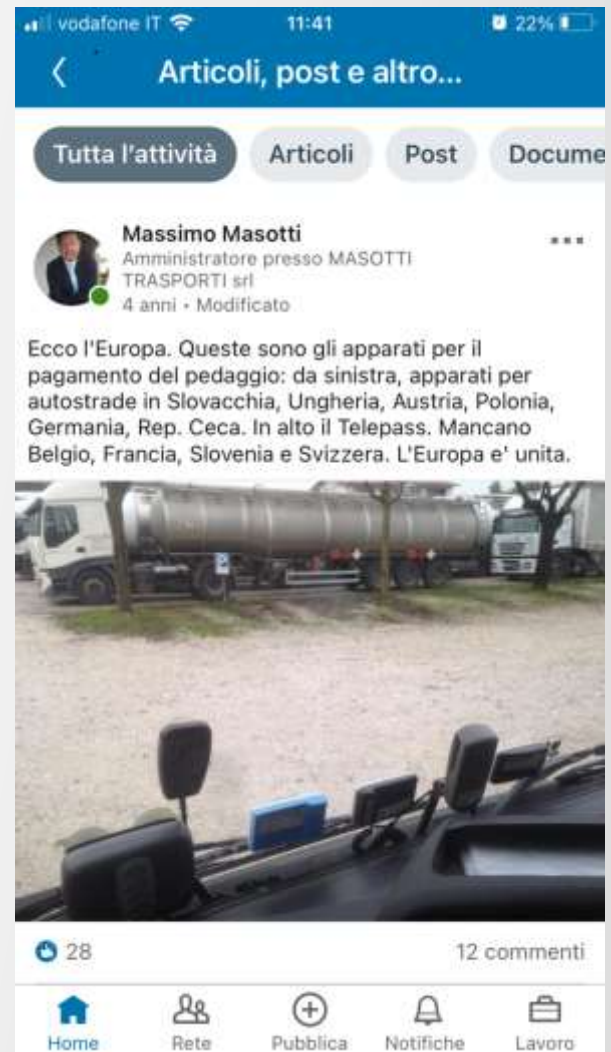 vodafone IT 11:41 22%
Articoli, post e altro...
Tutta l'attività Articoli Post Docume
Massimo Masotti
Amministratore presso MASOTTI
TRASPORTI srl
4 anni • Modificato
Ecco l'Europa. Queste sono gli apparati per il
pagamento del pedaggio: da sinistra, apparati per
autostrade in Slovacchia, Ungheria, Austria, Polonia,
Germania, Rep. Ceca. In alto il Telepass. Mancano
Belgio, Francia, Slovenia e Svizzera. L'Europa e' unita.
28 12 commenti
Home Rete Pubblica Notifiche Lavoro